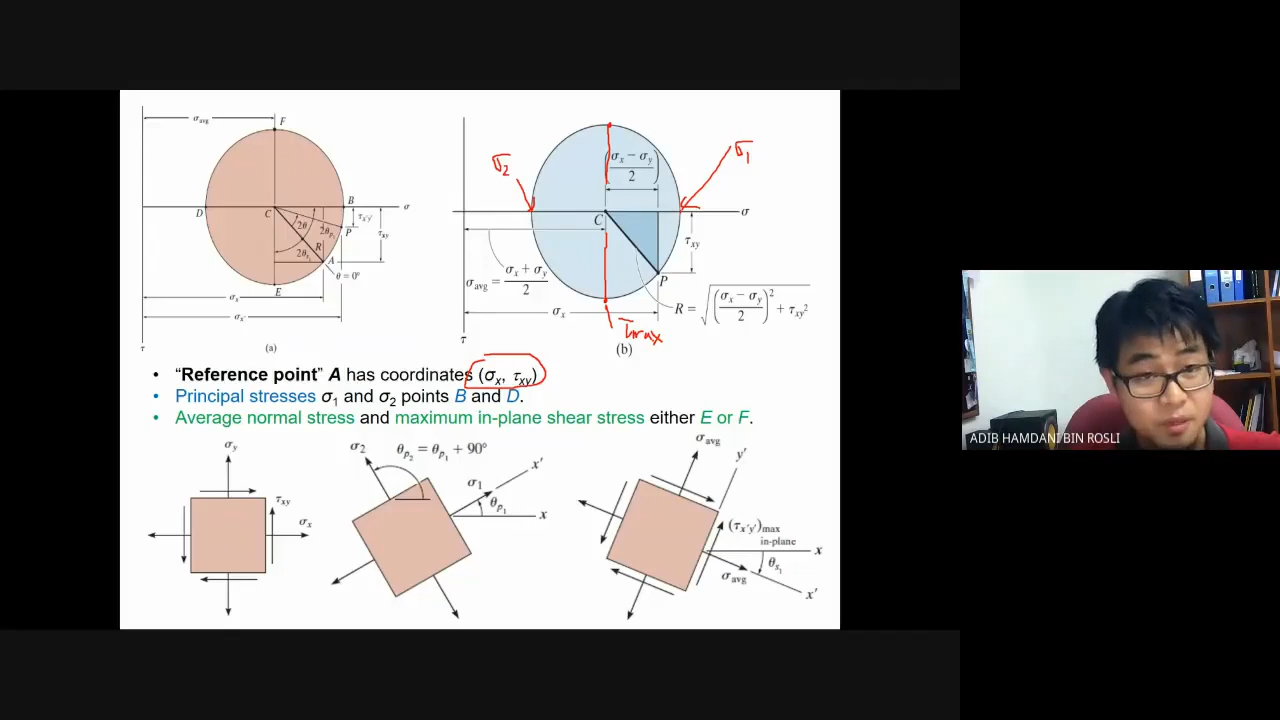 σavg
F
D
C
B
σ
2θ
2θp1
P
τx'y'
τxy
R
2θs1
A
θ = 0°
E
σx
σx'
τ
(a)
σ2
(σx − σy / 2)
σ1
σ
C
τxy
P
σavg = σx + σy / 2
R = √((σx − σy / 2)² + τxy²)
σx
τmax
τ
(b)
• “Reference point” A has coordinates (σx, τxy)
• Principal stresses σ1 and σ2 points B and D.
• Average normal stress and maximum in-plane shear stress either E or F.
σy
τxy
σx
σ2
θp2 = θp1 + 90°
x'
σ1
θp1
x
σavg
y'
(τx'y')max
in-plane
x
θs1
σavg
x'
ADIB HAMDANI BIN ROSLI